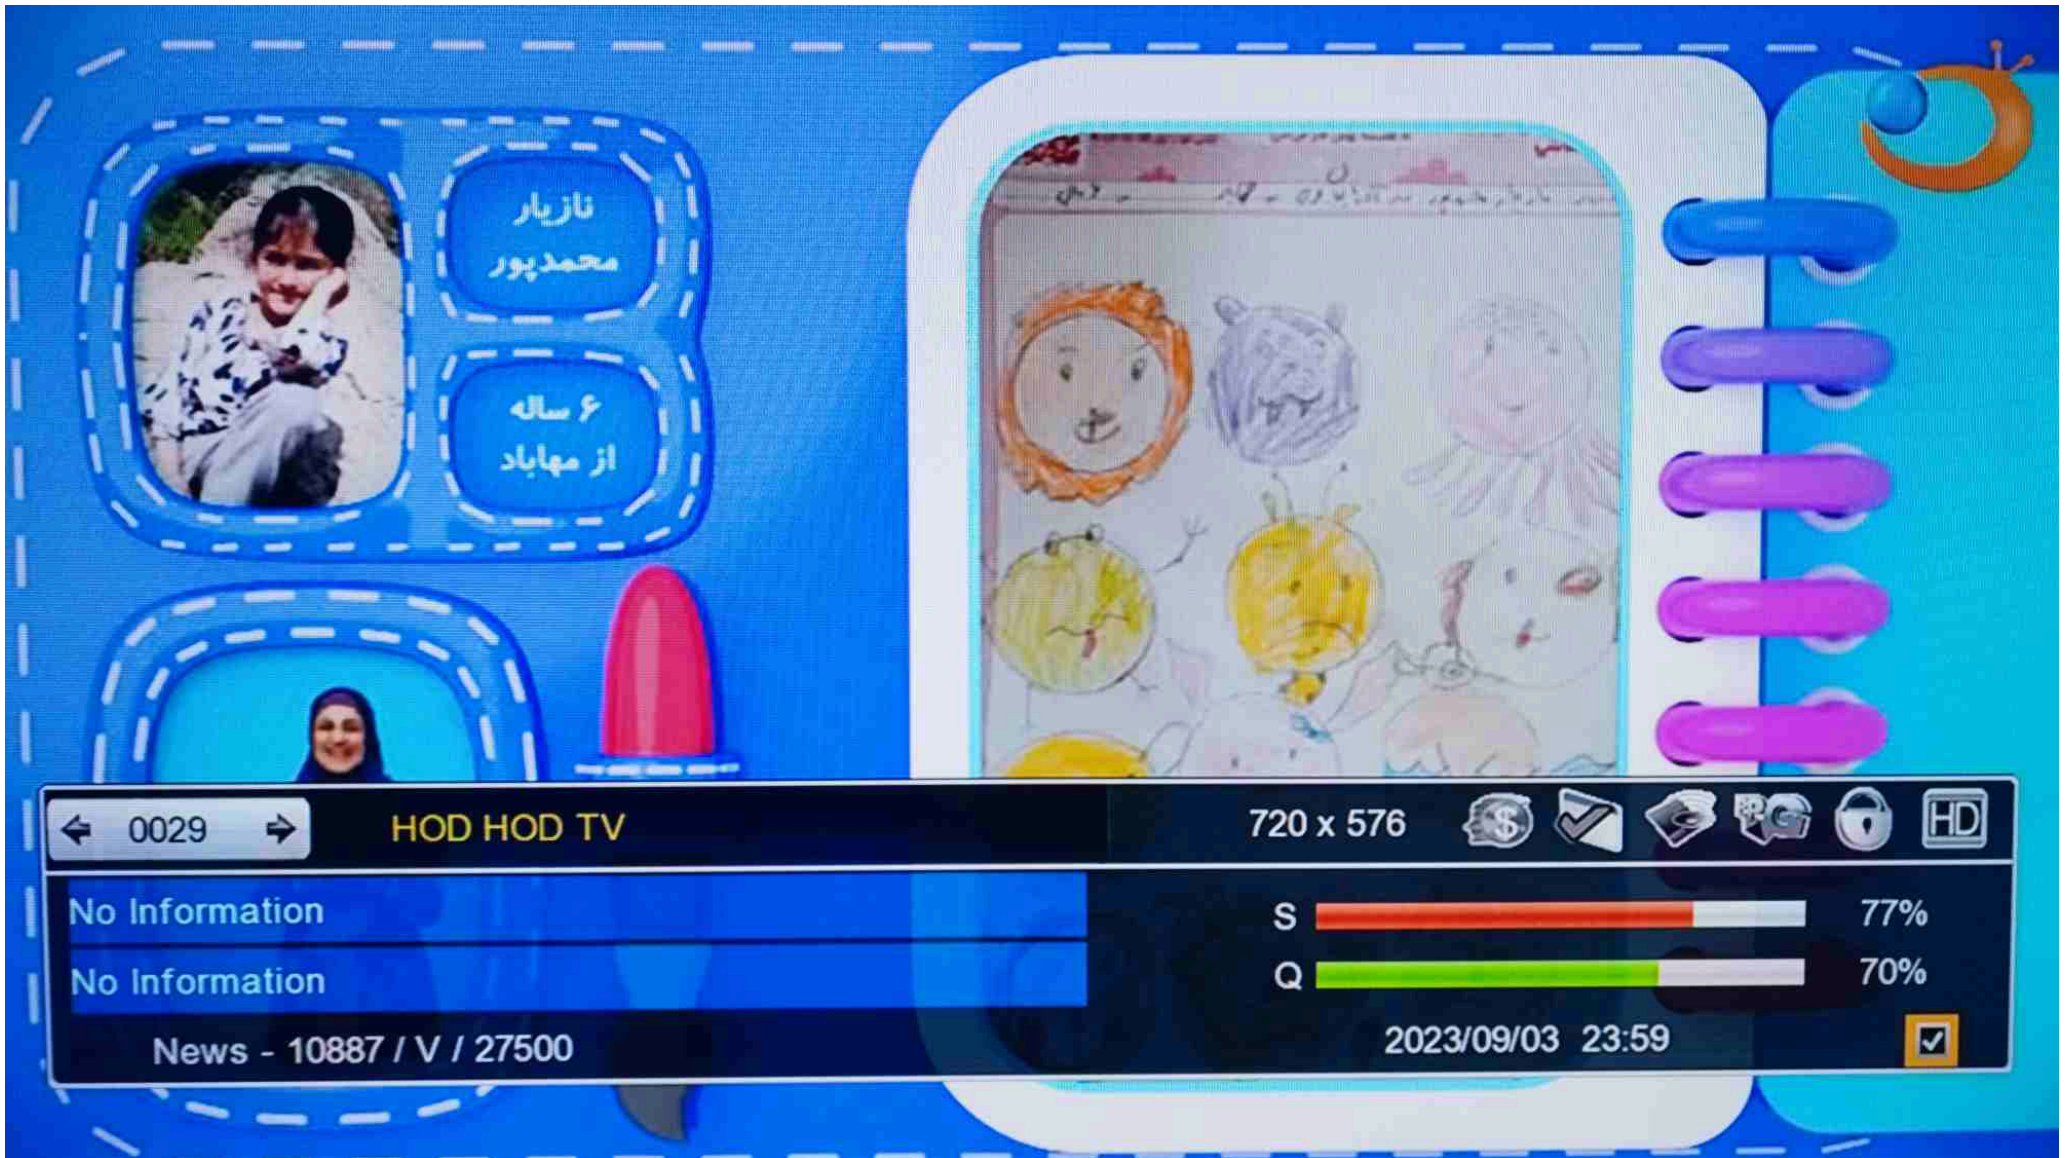 نازیار
محمدپور
۶ ساله
از مهاباد
0029
HOD HOD TV
720 x 576
HD
No Information
No Information
S 77%
Q 70%
News - 10887 / V / 27500
2023/09/03 23:59